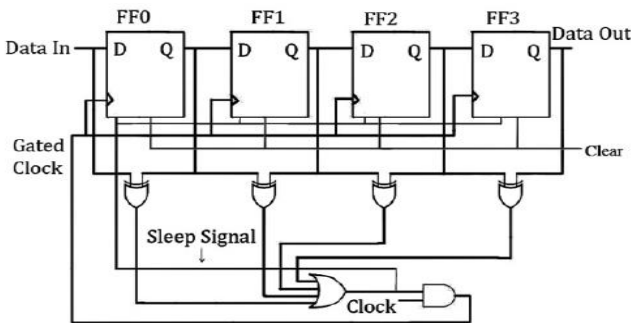 FF0 FF1 FF2 FF3
Data In D Q D Q D Q D Q Data Out
Gated
Clock
Clear
Sleep Signal
Clock